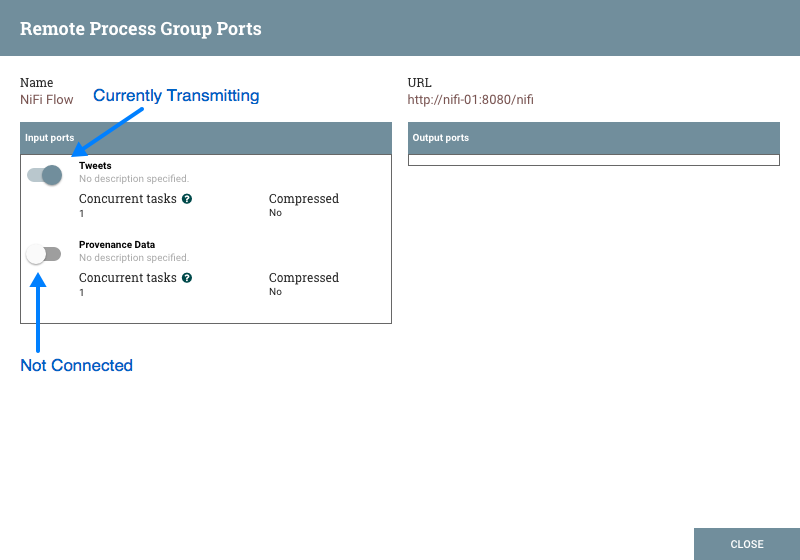 Remote Process Group Ports
Name
NiFi Flow
Currently Transmitting
URL
http://nifi-01:8080/nifi
Input ports
Tweets
No description specified.
Concurrent tasks ?
1
Compressed
No
Provenance Data
No description specified.
Concurrent tasks ?
1
Compressed
No
Not Connected
Output ports
CLOSE